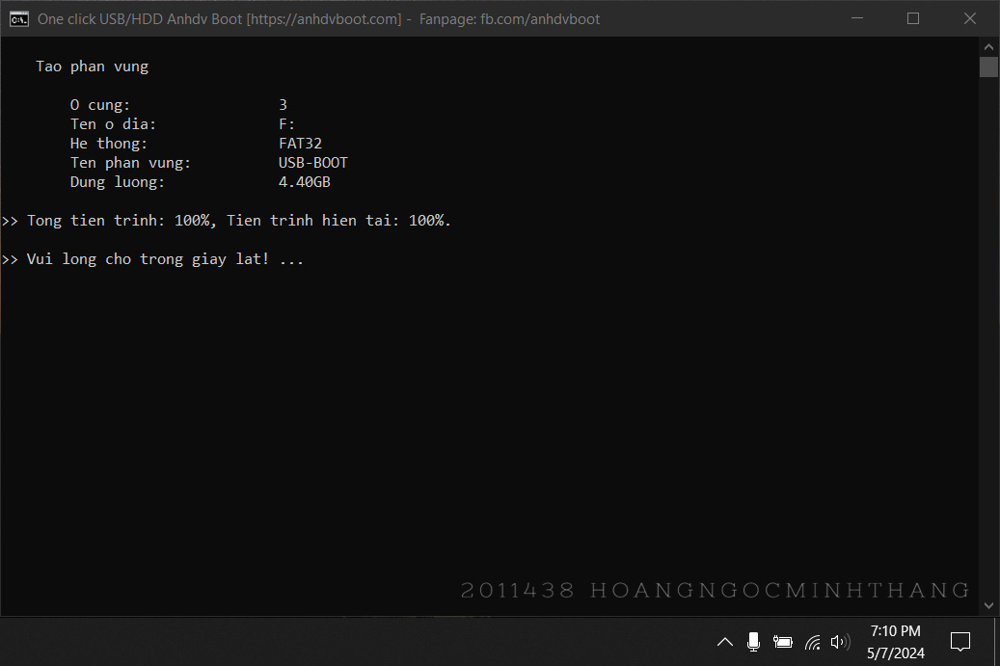 One click USB/HDD Anhdv Boot [https://anhdvboot.com] - Fanpage: fb.com/anhdvboot
Tao phan vung
O cung: 3
Ten o dia: F:
He thong: FAT32
Ten phan vung: USB-BOOT
Dung luong: 4.40GB
>> Tong tien trinh: 100%, Tien trinh hien tai: 100%.
>> Vui long cho trong giay lat! ...
2011438 HOANGNGOCMINHTHANG
7:10 PM
5/7/2024